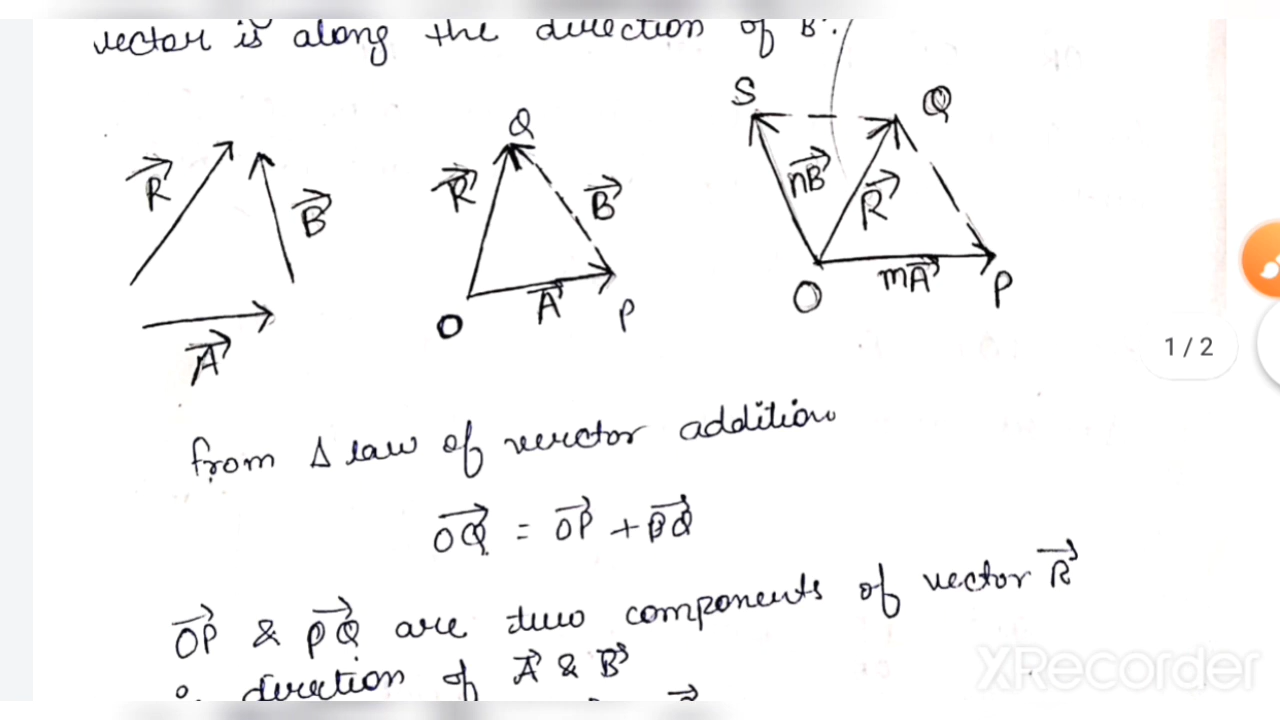 vector is along the direction of B.
S
Q
Q
R
B
R
B
nB
R
O
A
P
O
mA
P
A
1/2
from Δ law of verctor addition
OQ = OP + PQ
OP & PQ are two components of vector R
direction of A & B
XRecorder